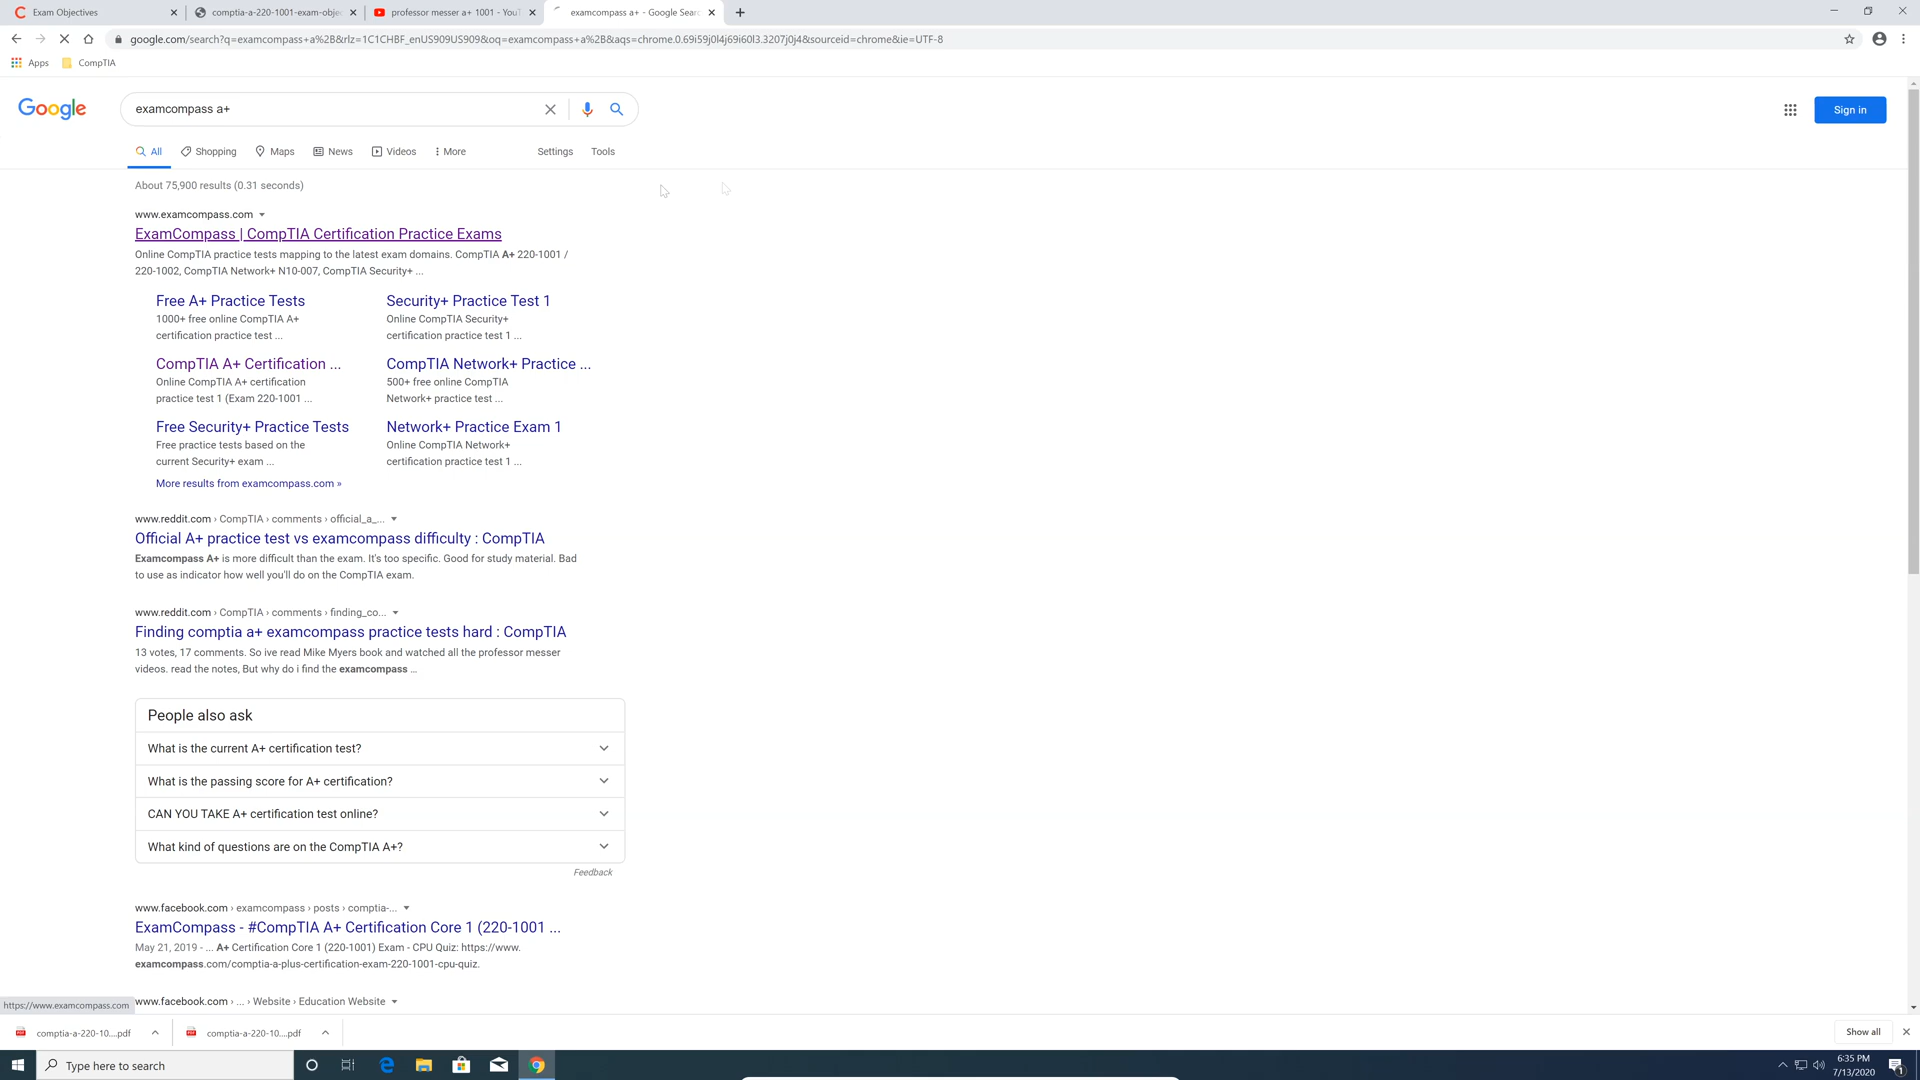 Exam Objectives
comptia-a-220-1001-exam-obje
professor messer a+ 1001 - YouT
examcompass a+ - Google Sear
google.com/search?q=examcompass+a%2B&rlz=1C1CHBF_enUS909US909&oq=examcompass+a%2B&aqs=chrome.0.69i59j0l4j69i60l3.3207j0j4&sourceid=chrome&ie=UTF-8
Apps
CompTIA
Google
examcompass a+
Sign in
All
Shopping
Maps
News
Videos
More
Settings
Tools
About 75,900 results (0.31 seconds)
www.examcompass.com
ExamCompass | CompTIA Certification Practice Exams
Online CompTIA practice tests mapping to the latest exam domains. CompTIA A+ 220-1001 /
220-1002, CompTIA Network+ N10-007, CompTIA Security+ ...
Free A+ Practice Tests
1000+ free online CompTIA A+
certification practice test ...
Security+ Practice Test 1
Online CompTIA Security+
certification practice test 1 ...
CompTIA A+ Certification ...
Online CompTIA A+ certification
practice test 1 (Exam 220-1001 ...
CompTIA Network+ Practice ...
500+ free online CompTIA
Network+ practice test ...
Free Security+ Practice Tests
Free practice tests based on the
current Security+ exam ...
Network+ Practice Exam 1
Online CompTIA Network+
certification practice test 1 ...
More results from examcompass.com »
www.reddit.com › CompTIA › comments › official_a_...
Official A+ practice test vs examcompass difficulty : CompTIA
Examcompass A+ is more difficult than the exam. It's too specific. Good for study material. Bad
to use as indicator how well you'll do on the CompTIA exam.
www.reddit.com › CompTIA › comments › finding_co...
Finding comptia a+ examcompass practice tests hard : CompTIA
13 votes, 17 comments. So ive read Mike Myers book and watched all the professor messer
videos. read the notes, But why do i find the examcompass ...
People also ask
What is the current A+ certification test?
What is the passing score for A+ certification?
CAN YOU TAKE A+ certification test online?
What kind of questions are on the CompTIA A+?
Feedback
www.facebook.com › examcompass › posts › comptia-...
ExamCompass - #CompTIA A+ Certification Core 1 (220-1001 ...
May 21, 2019 - ... A+ Certification Core 1 (220-1001) Exam - CPU Quiz: https://www.
examcompass.com/comptia-a-plus-certification-exam-220-1001-cpu-quiz.
www.facebook.com › ... › Website › Education Website
https://www.examcompass.com
comptia-a-220-10....pdf
comptia-a-220-10....pdf
Show all
Type here to search
6:35 PM
7/13/2020
1